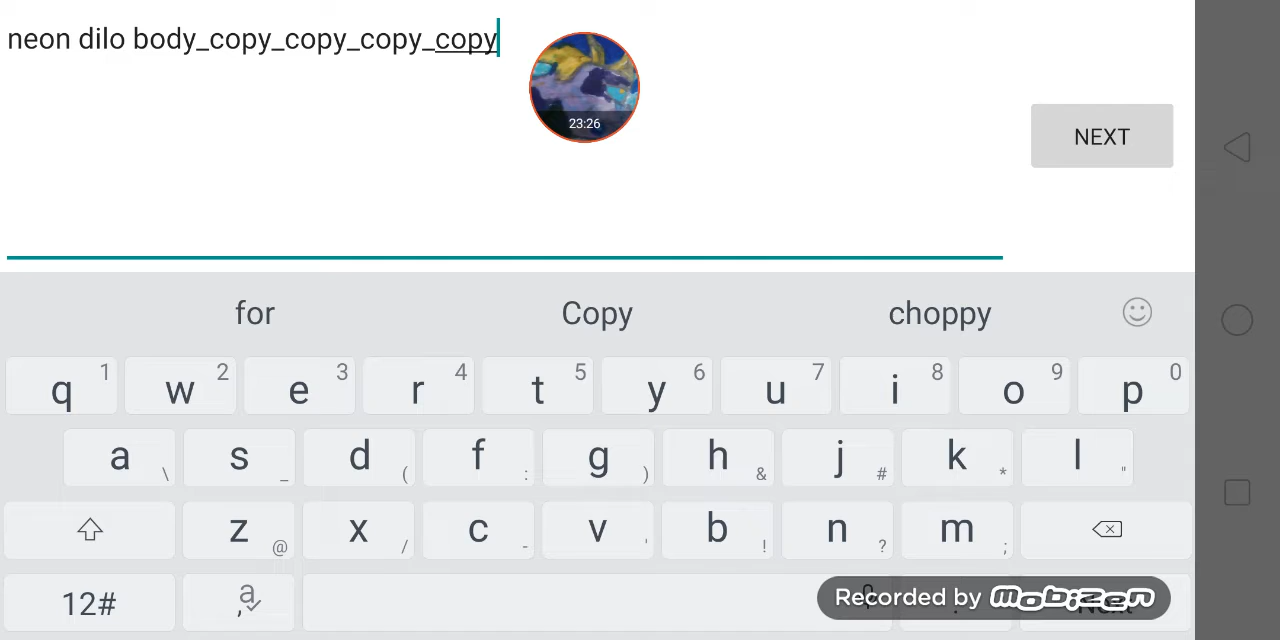 neon dilo body_copy_copy_copy_copy
23:26
NEXT
for Copy choppy
q 1 w 2 e 3 r 4 t 5 y 6 u 7 i 8 o 9 p 0
a \ s _ d ( f : g ) h & j # k * l "
z @ x / c - v ' b ! n ? m ;
12# , a . Next
Recorded by mobizen